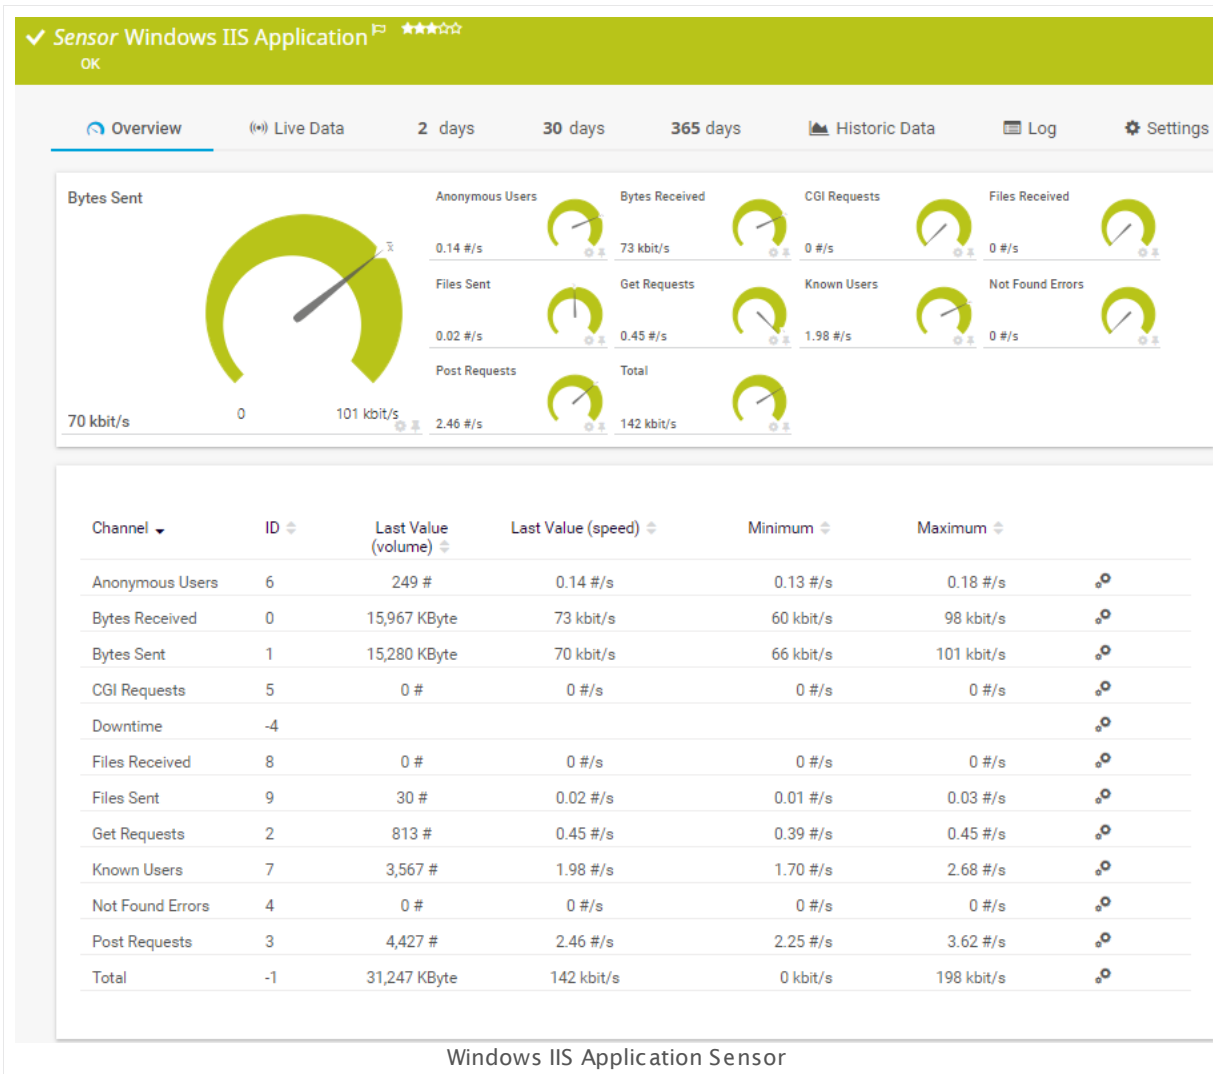 Sensor Windows IIS Application
OK
Overview Live Data 2 days 30 days 365 days Historic Data Log Settings
Bytes Sent
x
0 101 kbit/s
70 kbit/s
Anonymous Users
0.14 #/s
Bytes Received
73 kbit/s
CGI Requests
0 #/s
Files Received
0 #/s
Files Sent
0.02 #/s
Get Requests
0.45 #/s
Known Users
1.98 #/s
Not Found Errors
0 #/s
Post Requests
2.46 #/s
Total
142 kbit/s
Channel ID Last Value (volume) Last Value (speed) Minimum Maximum
Anonymous Users 6 249 # 0.14 #/s 0.13 #/s 0.18 #/s
Bytes Received 0 15,967 KByte 73 kbit/s 60 kbit/s 98 kbit/s
Bytes Sent 1 15,280 KByte 70 kbit/s 66 kbit/s 101 kbit/s
CGI Requests 5 0 # 0 #/s 0 #/s 0 #/s
Downtime -4
Files Received 8 0 # 0 #/s 0 #/s 0 #/s
Files Sent 9 30 # 0.02 #/s 0.01 #/s 0.03 #/s
Get Requests 2 813 # 0.45 #/s 0.39 #/s 0.45 #/s
Known Users 7 3,567 # 1.98 #/s 1.70 #/s 2.68 #/s
Not Found Errors 4 0 # 0 #/s 0 #/s 0 #/s
Post Requests 3 4,427 # 2.46 #/s 2.25 #/s 3.62 #/s
Total -1 31,247 KByte 142 kbit/s 0 kbit/s 198 kbit/s
Windows IIS Application Sensor